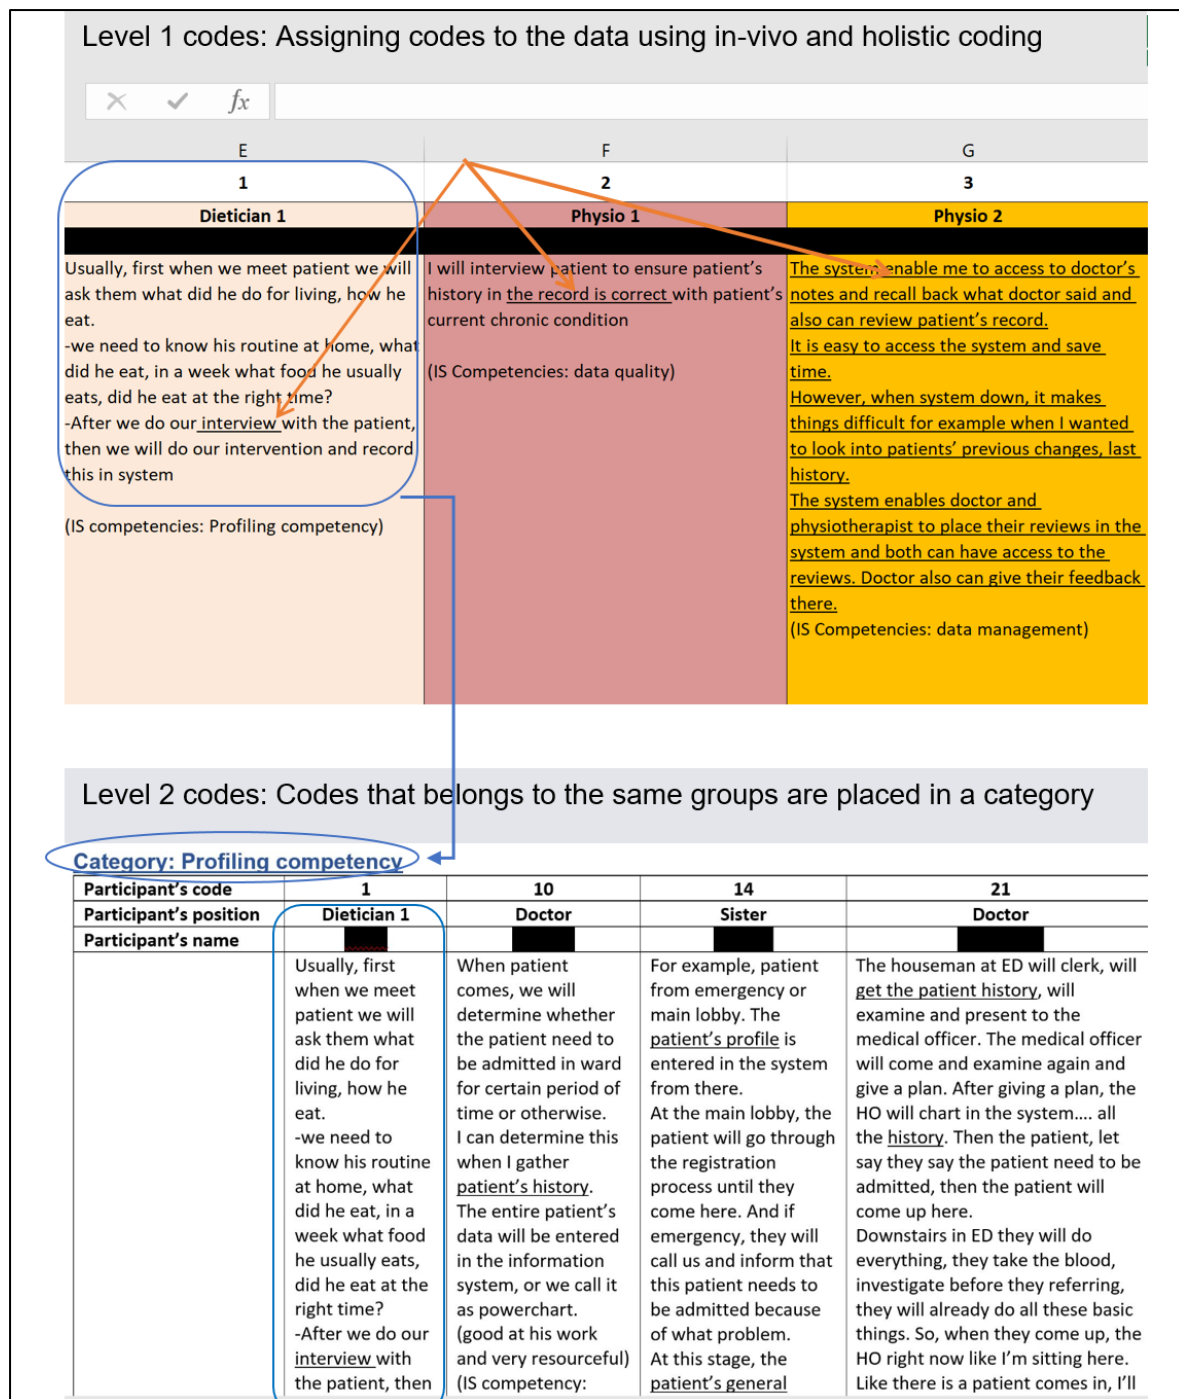 Level 1 codes: Assigning codes to the data using in-vivo and holistic coding
fx
E
F
G
1
2
3
Dietician 1
Physio 1
Physio 2
Usually, first when we meet patient we will
ask them what did he do for living, how he
eat.
-we need to know his routine at home, what
did he eat, in a week what food he usually
eats, did he eat at the right time?
-After we do our interview with the patient,
then we will do our intervention and record
this in system
(IS competencies: Profiling competency)
I will interview patient to ensure patient's
history in the record is correct with patient's
current chronic condition
(IS Competencies: data quality)
The system enable me to access to doctor's
notes and recall back what doctor said and
also can review patient's record.
It is easy to access the system and save
time.
However, when system down, it makes
things difficult for example when I wanted
to look into patients' previous changes, last
history.
The system enables doctor and
physiotherapist to place their reviews in the
system and both can have access to the
reviews. Doctor also can give their feedback
there.
(IS Competencies: data management)
Level 2 codes: Codes that belongs to the same groups are placed in a category
Category: Profiling competency
Participant's code
1
10
14
21
Participant's position
Dietician 1
Doctor
Sister
Doctor
Participant's name
Usually, first
when we meet
patient we will
ask them what
did he do for
living, how he
eat.
-we need to
know his routine
at home, what
did he eat, in a
week what food
he usually eats,
did he eat at the
right time?
-After we do our
interview with
the patient, then
When patient
comes, we will
determine whether
the patient need to
be admitted in ward
for certain period of
time or otherwise.
I can determine this
when I gather
patient's history.
The entire patient's
data will be entered
in the information
system, or we call it
as powerchart.
(good at his work
and very resourceful)
(IS competency:
For example, patient
from emergency or
main lobby. The
patient's profile is
entered in the system
from there.
At the main lobby, the
patient will go through
the registration
process until they
come here. And if
emergency, they will
call us and inform that
this patient needs to
be admitted because
of what problem.
At this stage, the
patient's general
The houseman at ED will clerk, will
get the patient history, will
examine and present to the
medical officer. The medical officer
will come and examine again and
give a plan. After giving a plan, the
HO will chart in the system.... all
the history. Then the patient, let
say they say the patient need to be
admitted, then the patient will
come up here.
Downstairs in ED they will do
everything, they take the blood,
investigate before they referring,
they will already do all these basic
things. So, when they come up, the
HO right now like I'm sitting here.
Like there is a patient comes in, I'll